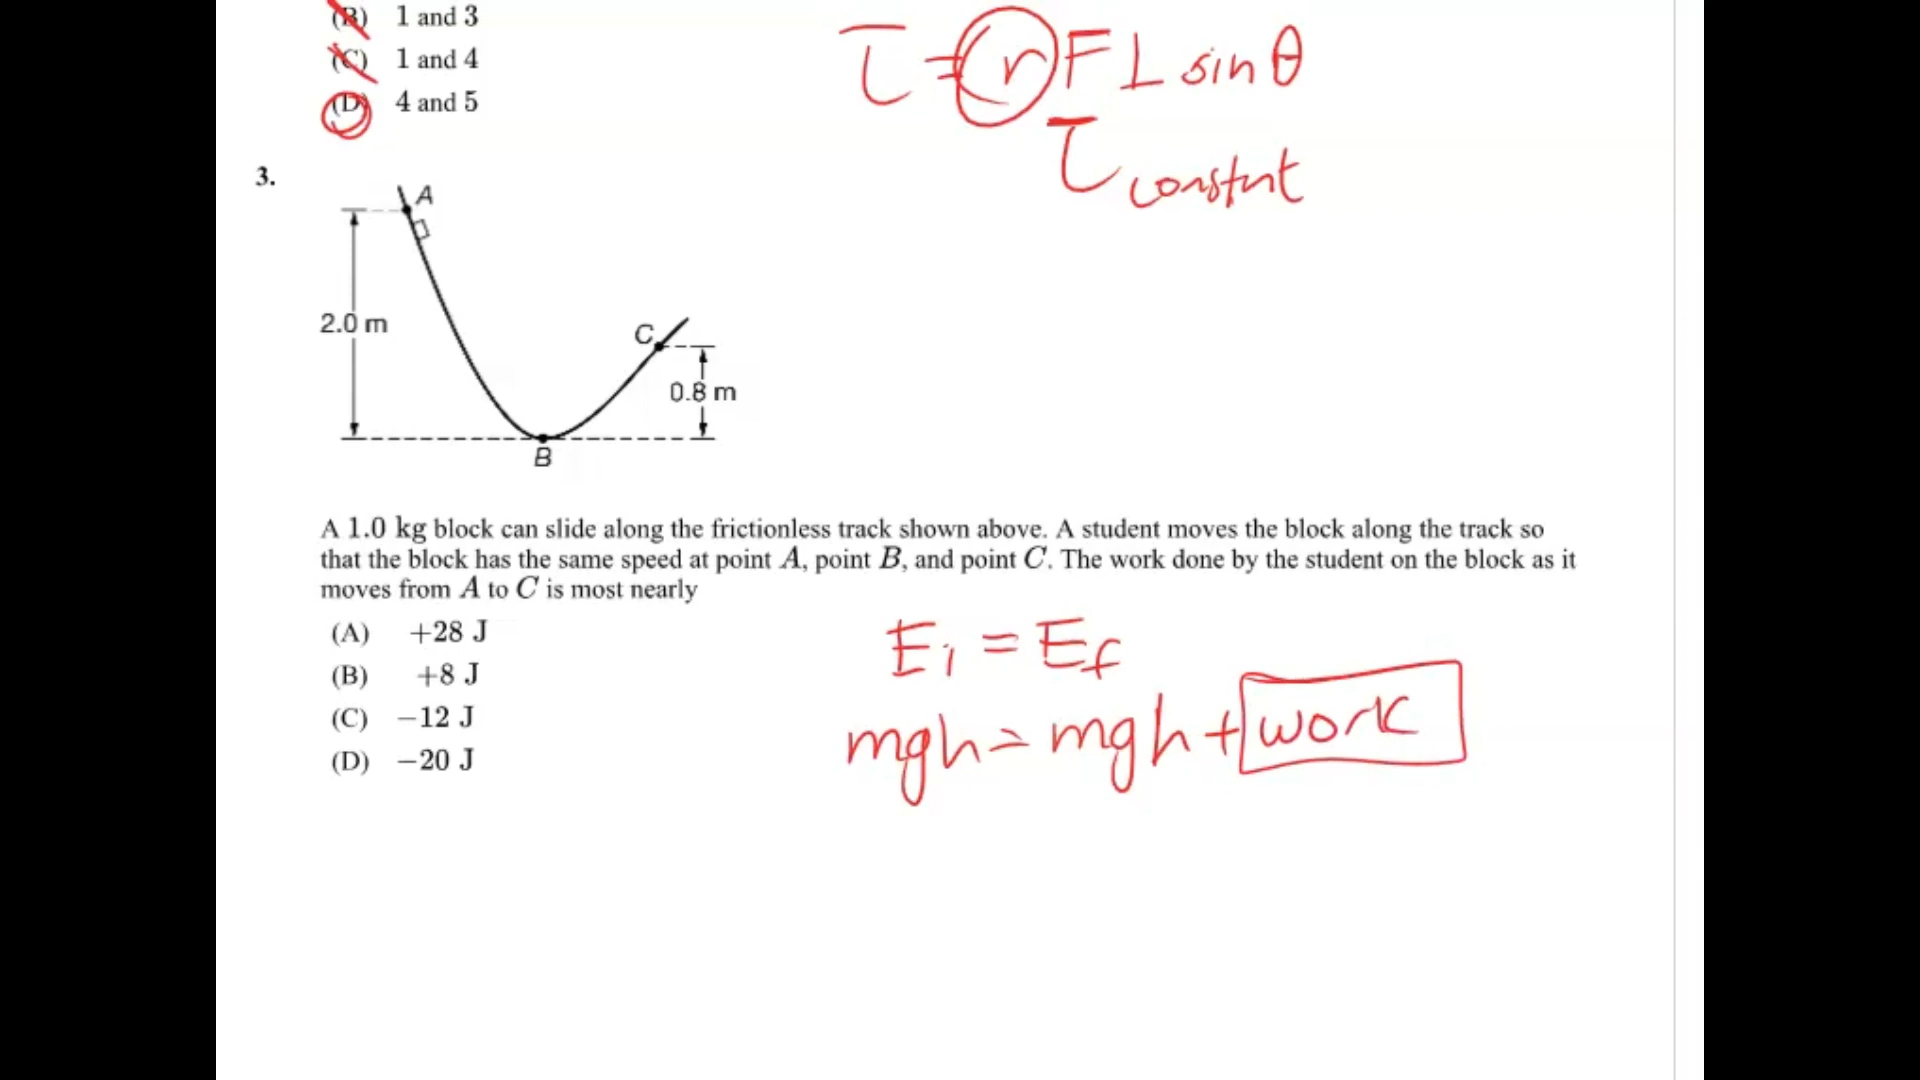 (B) 1 and 3
(C) 1 and 4
(D) 4 and 5
τ = r F ⊥ sin θ
τ constant
3.
A
2.0 m
C
0.8 m
B
A 1.0 kg block can slide along the frictionless track shown above. A student moves the block along the track so
that the block has the same speed at point A, point B, and point C. The work done by the student on the block as it
moves from A to C is most nearly
(A) +28 J
(B) +8 J
(C) −12 J
(D) −20 J
Ei = Ef
mgh = mgh + work